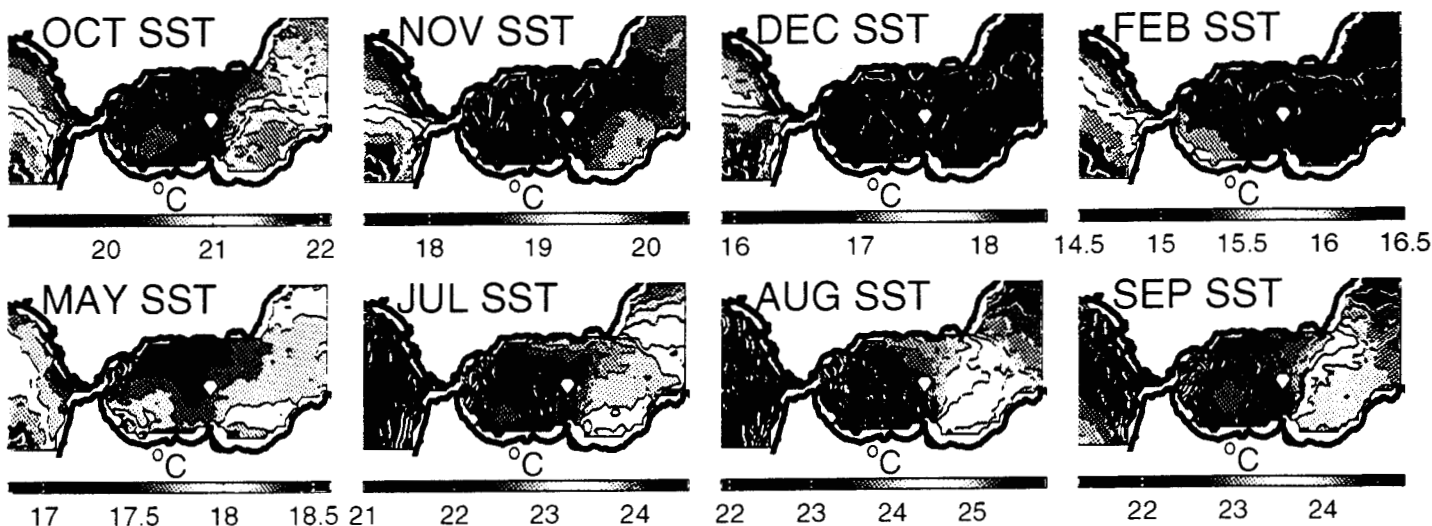 OCT SST NOV SST DEC SST FEB SST
°C °C °C °C
20 21 22 18 19 20 16 17 18 14.5 15 15.5 16 16.5
MAY SST JUL SST AUG SST SEP SST
°C °C °C °C
17 17.5 18 18.5 21 22 23 24 22 23 24 25 22 23 24